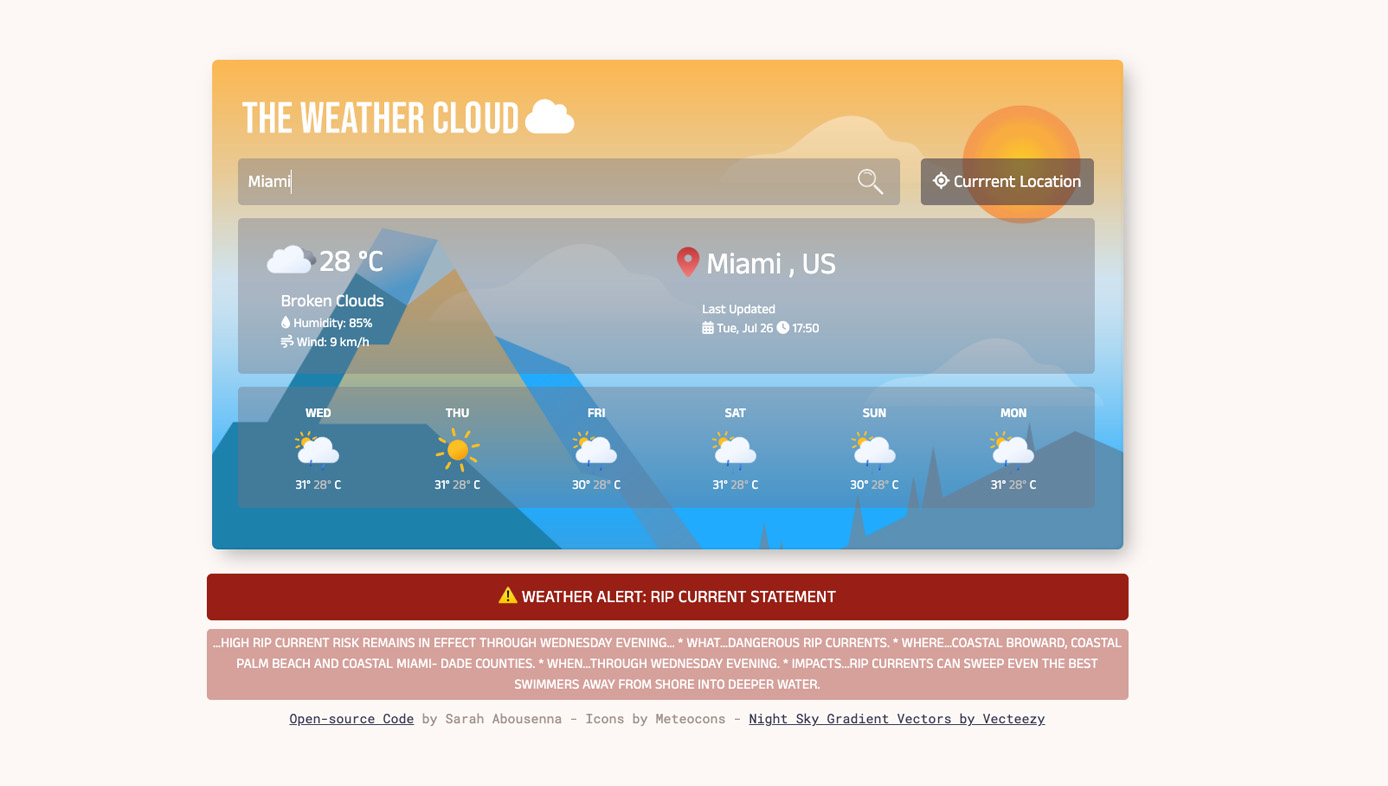 THE WEATHER CLOUD
Miami
Currrent Location
28 °C
Broken Clouds
Humidity: 85%
Wind: 9 km/h
Miami , US
Last Updated
Tue, Jul 26 17:50
WED THU FRI SAT SUN MON
31° 28° C 31° 28° C 30° 28° C 31° 28° C 30° 28° C 31° 28° C
WEATHER ALERT: RIP CURRENT STATEMENT
...HIGH RIP CURRENT RISK REMAINS IN EFFECT THROUGH WEDNESDAY EVENING... * WHAT...DANGEROUS RIP CURRENTS. * WHERE...COASTAL BROWARD, COASTAL
PALM BEACH AND COASTAL MIAMI- DADE COUNTIES. * WHEN...THROUGH WEDNESDAY EVENING. * IMPACTS...RIP CURRENTS CAN SWEEP EVEN THE BEST
SWIMMERS AWAY FROM SHORE INTO DEEPER WATER.
Open-source Code by Sarah Abousenna - Icons by Meteocons - Night Sky Gradient Vectors by Vecteezy